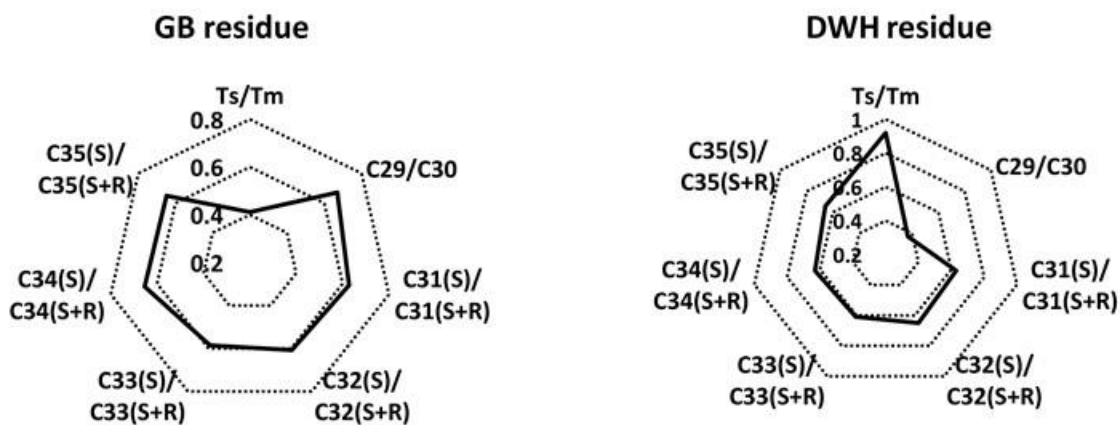 GB residue
Ts/Tm
0.8
0.6
0.4
0.2
C29/C30
C31(S)/
C31(S+R)
C32(S)/
C32(S+R)
C33(S)/
C33(S+R)
C34(S)/
C34(S+R)
C35(S)/
C35(S+R)
DWH residue
Ts/Tm
1
0.8
0.6
0.4
0.2
C29/C30
C31(S)/
C31(S+R)
C32(S)/
C32(S+R)
C33(S)/
C33(S+R)
C34(S)/
C34(S+R)
C35(S)/
C35(S+R)